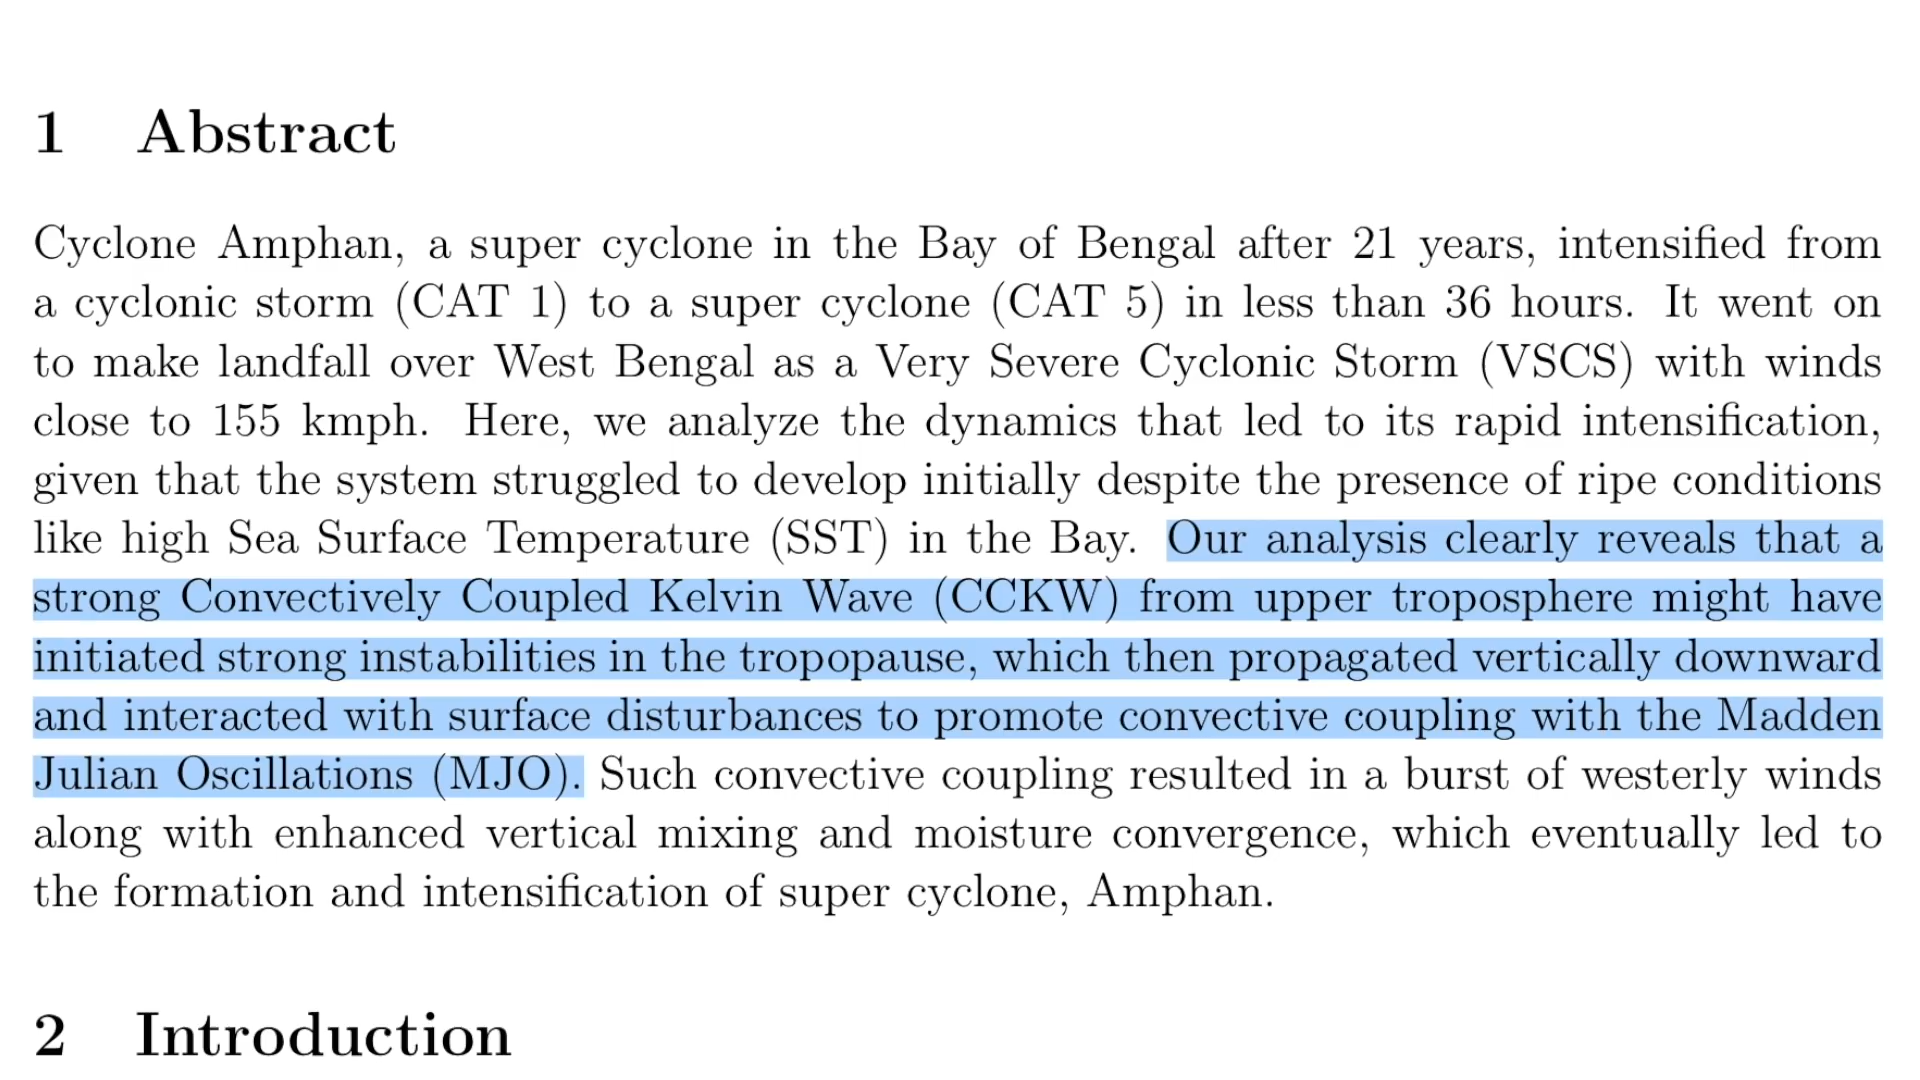 1 Abstract
Cyclone Amphan, a super cyclone in the Bay of Bengal after 21 years, intensified from
a cyclonic storm (CAT 1) to a super cyclone (CAT 5) in less than 36 hours. It went on
to make landfall over West Bengal as a Very Severe Cyclonic Storm (VSCS) with winds
close to 155 kmph. Here, we analyze the dynamics that led to its rapid intensification,
given that the system struggled to develop initially despite the presence of ripe conditions
like high Sea Surface Temperature (SST) in the Bay. Our analysis clearly reveals that a
strong Convectively Coupled Kelvin Wave (CCKW) from upper troposphere might have
initiated strong instabilities in the tropopause, which then propagated vertically downward
and interacted with surface disturbances to promote convective coupling with the Madden
Julian Oscillations (MJO). Such convective coupling resulted in a burst of westerly winds
along with enhanced vertical mixing and moisture convergence, which eventually led to
the formation and intensification of super cyclone, Amphan.
2 Introduction